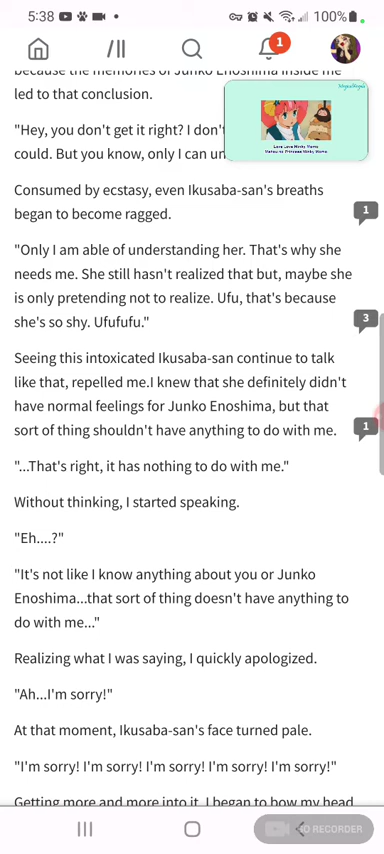 5:38
100%
1
because the memories of Junko Enoshima inside me
led to that conclusion.
"Hey, you don't get it right? I don't
could. But you know, only I can un
Love Love Minky Momo
Consumed by ecstasy, even Ikusaba-san's breaths
began to become ragged.
1
"Only I am able of understanding her. That's why she
needs me. She still hasn't realized that but, maybe she
is only pretending not to realize. Ufu, that's because
she's so shy. Ufufufu."
3
Seeing this intoxicated Ikusaba-san continue to talk
like that, repelled me.I knew that she definitely didn't
have normal feelings for Junko Enoshima, but that
sort of thing shouldn't have anything to do with me.
1
"...That's right, it has nothing to do with me."
Without thinking, I started speaking.
"Eh....?"
"It's not like I know anything about you or Junko
Enoshima...that sort of thing doesn't have anything to
do with me..."
Realizing what I was saying, I quickly apologized.
"Ah...I'm sorry!"
At that moment, Ikusaba-san's face turned pale.
"I'm sorry! I'm sorry! I'm sorry! I'm sorry! I'm sorry!"
Getting more and more into it, I began to bow my head
RECORDER